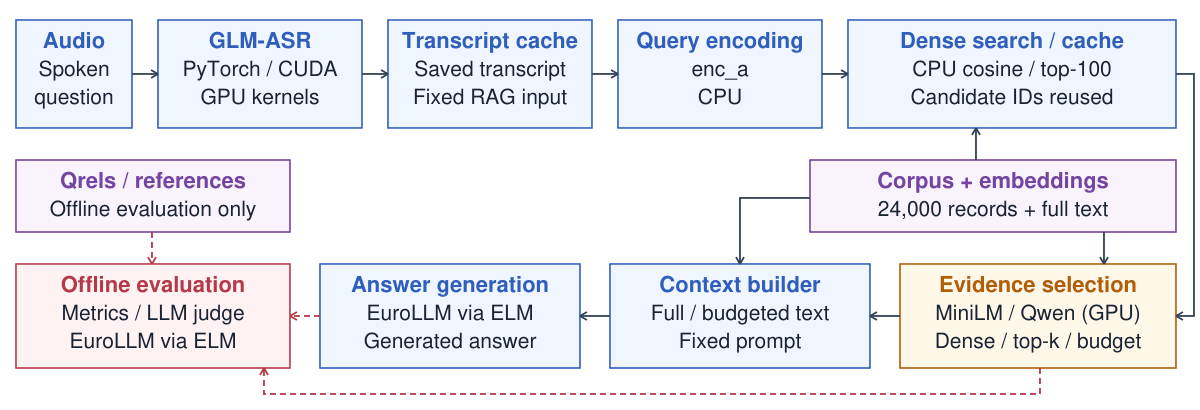 Audio
Spoken
question
GLM-ASR
PyTorch / CUDA
GPU kernels
Transcript cache
Saved transcript
Fixed RAG input
Query encoding
enc_a
CPU
Dense search / cache
CPU cosine / top-100
Candidate IDs reused
Qrels / references
Offline evaluation only
Corpus + embeddings
24,000 records + full text
Offline evaluation
Metrics / LLM judge
EuroLLM via ELM
Answer generation
EuroLLM via ELM
Generated answer
Context builder
Full / budgeted text
Fixed prompt
Evidence selection
MiniLM / Qwen (GPU)
Dense / top-k / budget